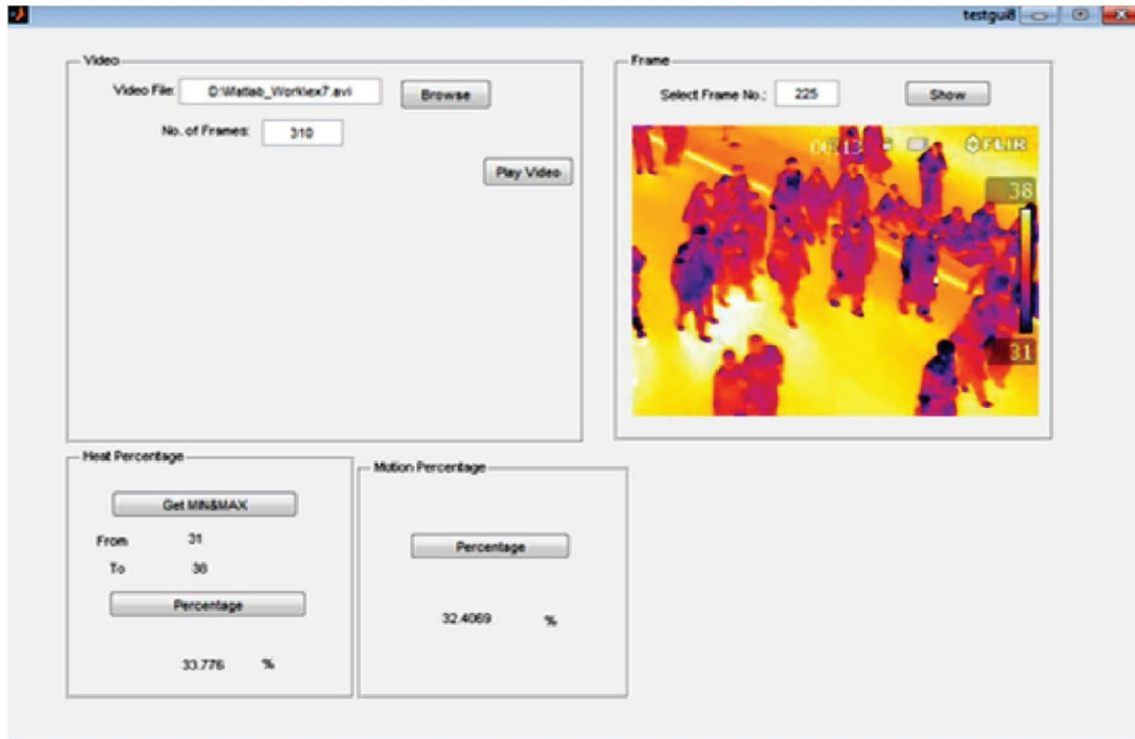 testgui8
Video
Video File: D:\Matlab_Work\ex7.avi
Browse
No. of Frames: 310
Play Video
Frame
Select Frame No.: 225
Show
FLIR
38
31
Heat Percentage
Get MIN&MAX
From 31
To 38
Percentage
33.776 %
Motion Percentage
Percentage
32.4069 %